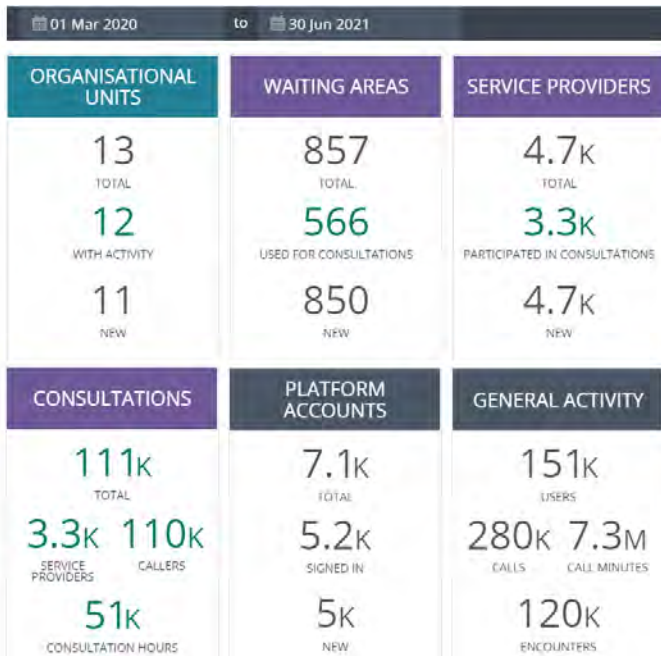 01 Mar 2020 to 30 Jun 2021
ORGANISATIONAL
UNITS
13
TOTAL
12
WITH ACTIVITY
11
NEW
WAITING AREAS
857
TOTAL
566
USED FOR CONSULTATIONS
850
NEW
SERVICE PROVIDERS
4.7K
TOTAL
3.3K
PARTICIPATED IN CONSULTATIONS
4.7K
NEW
CONSULTATIONS
111K
TOTAL
3.3K 110K
SERVICE
PROVIDERS
CALLERS
51K
CONSULTATION HOURS
PLATFORM
ACCOUNTS
7.1K
TOTAL
5.2K
SIGNED IN
5K
NEW
GENERAL ACTIVITY
151K
USERS
280K 7.3M
CALLS CALL MINUTES
120K
ENCOUNTERS